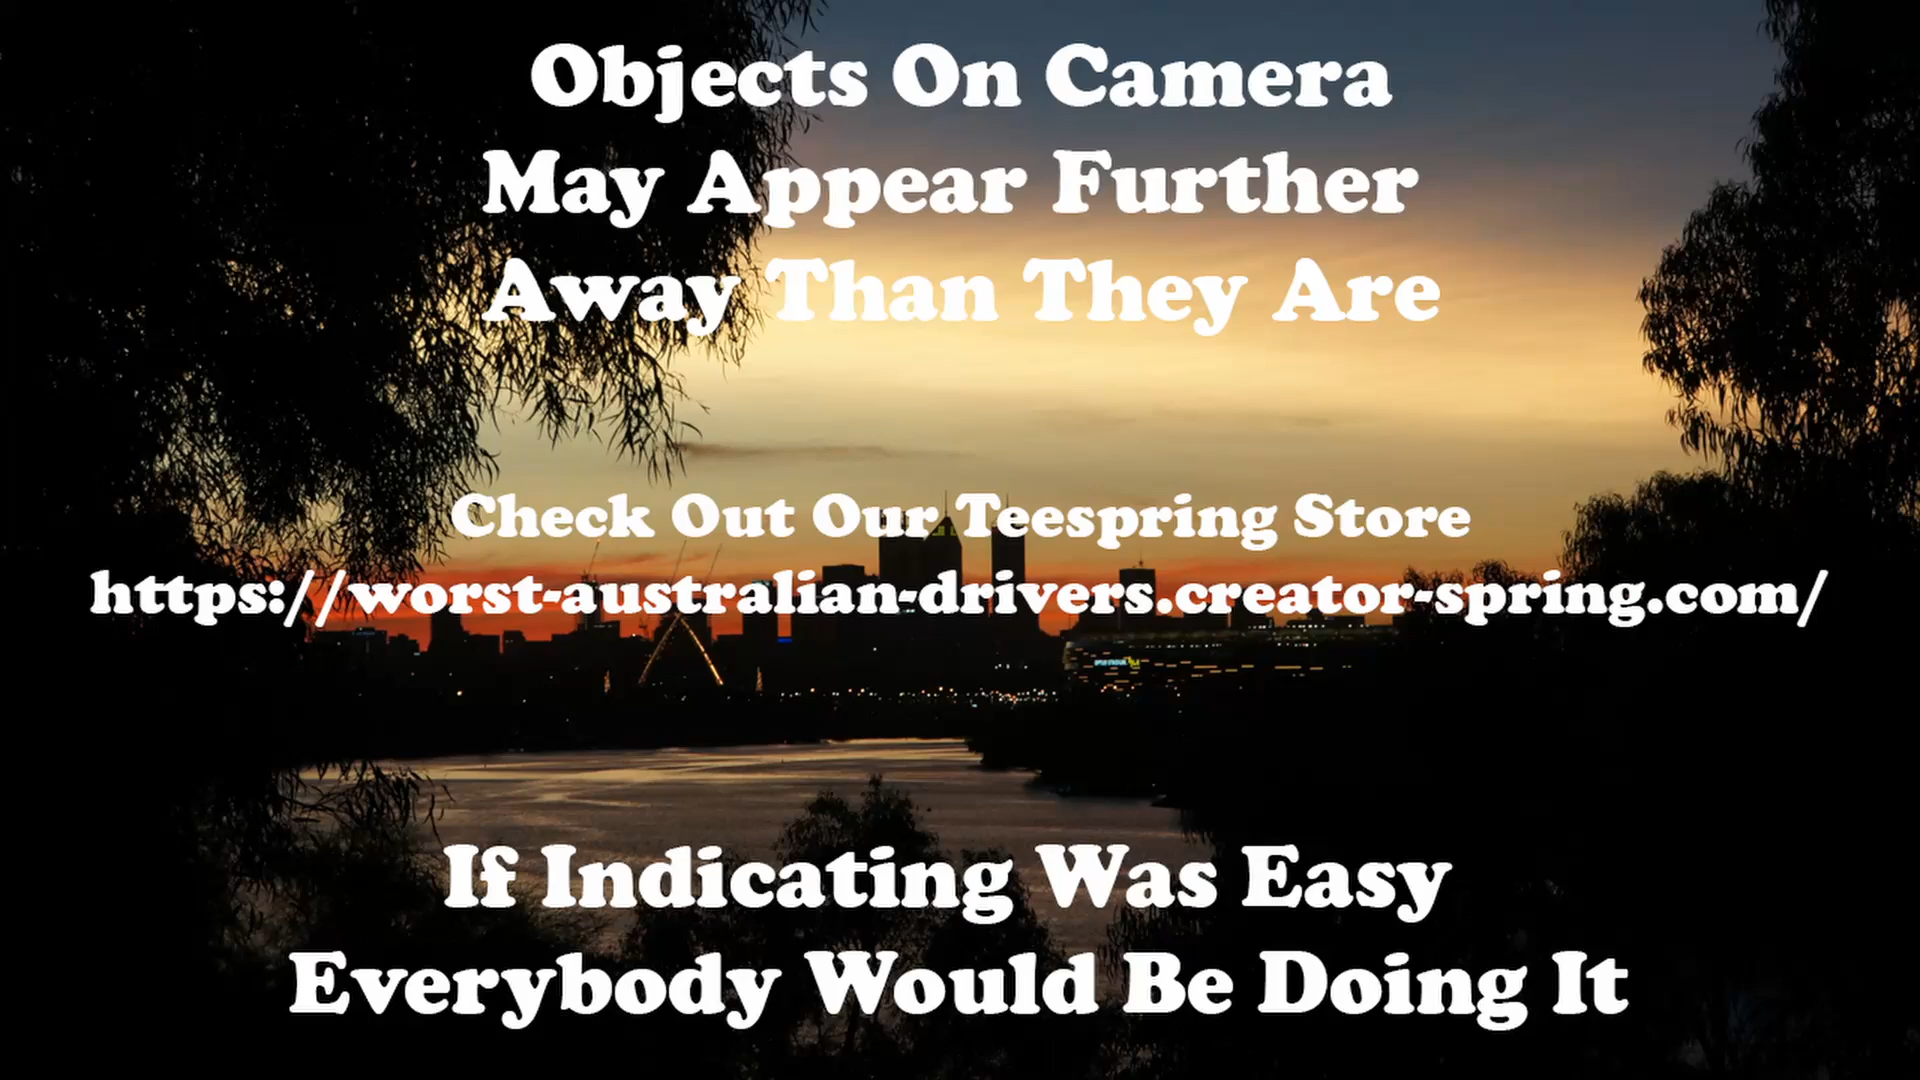 Objects On Camera
May Appear Further
Away Than They Are
Check Out Our Teespring Store
https://worst-australian-drivers.creator-spring.com/
If Indicating Was Easy
Everybody Would Be Doing It